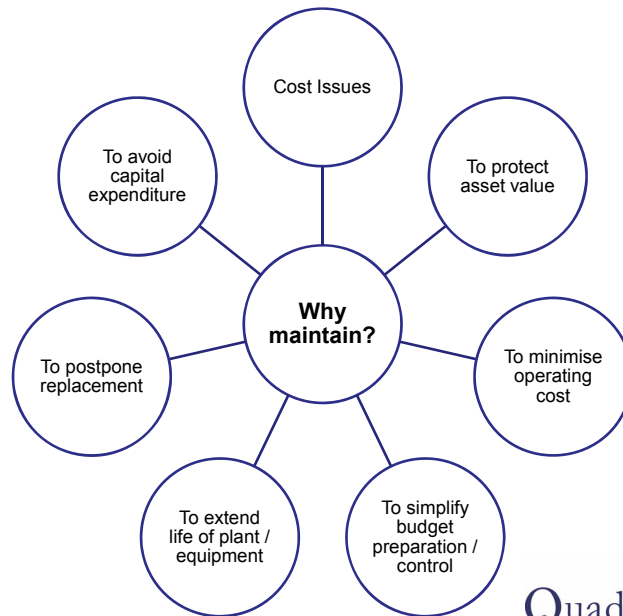 Cost Issues
To protect
asset value
To minimise
operating
cost
To simplify
budget
preparation /
control
To extend
life of plant /
equipment
To postpone
replacement
To avoid
capital
expenditure
Why
maintain?
Quad